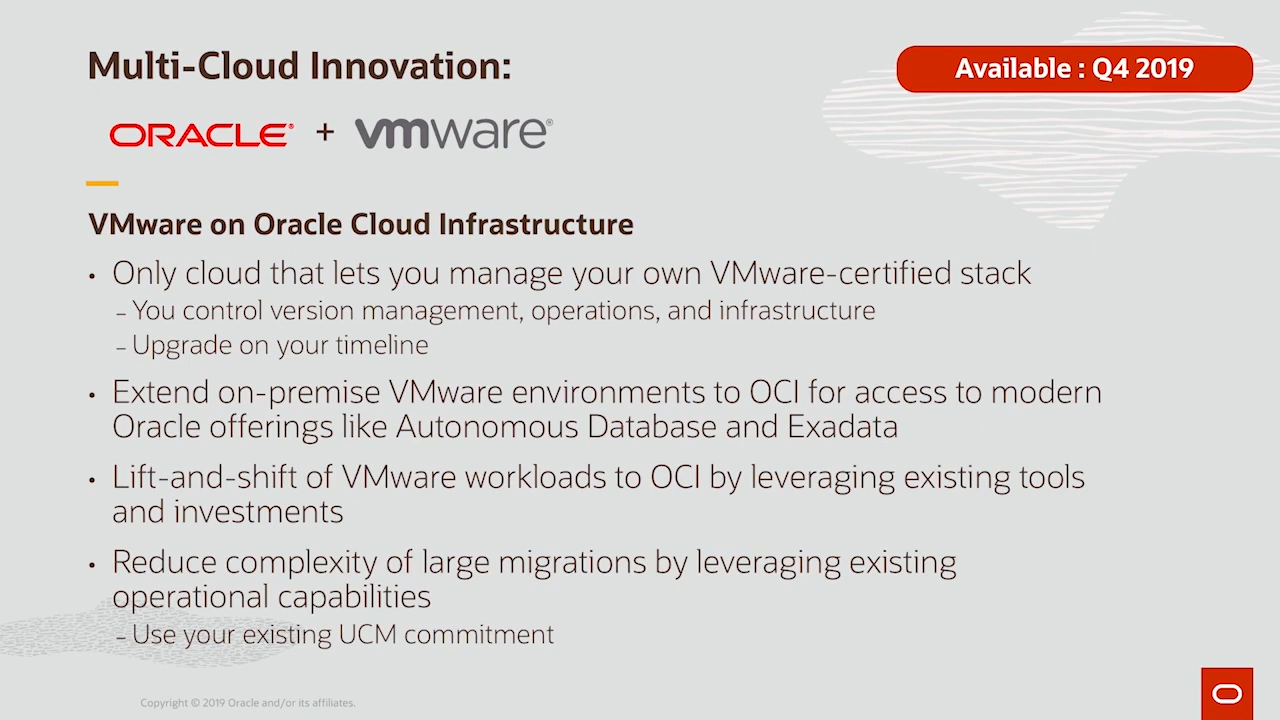 Multi-Cloud Innovation:
Available : Q4 2019
ORACLE® + vmware®
VMware on Oracle Cloud Infrastructure
• Only cloud that lets you manage your own VMware-certified stack
– You control version management, operations, and infrastructure
– Upgrade on your timeline
• Extend on-premise VMware environments to OCI for access to modern
Oracle offerings like Autonomous Database and Exadata
• Lift-and-shift of VMware workloads to OCI by leveraging existing tools
and investments
• Reduce complexity of large migrations by leveraging existing
operational capabilities
– Use your existing UCM commitment
Copyright © 2019 Oracle and/or its affiliates.